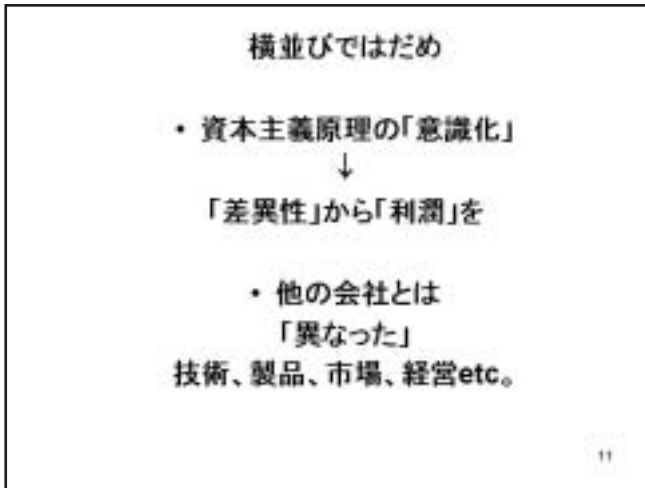 横並びではだめ
・資本主義原理の「意識化」
↓
「差異性」から「利潤」を
・他の会社とは
「異なった」
技術、製品、市場、経営etc。
11